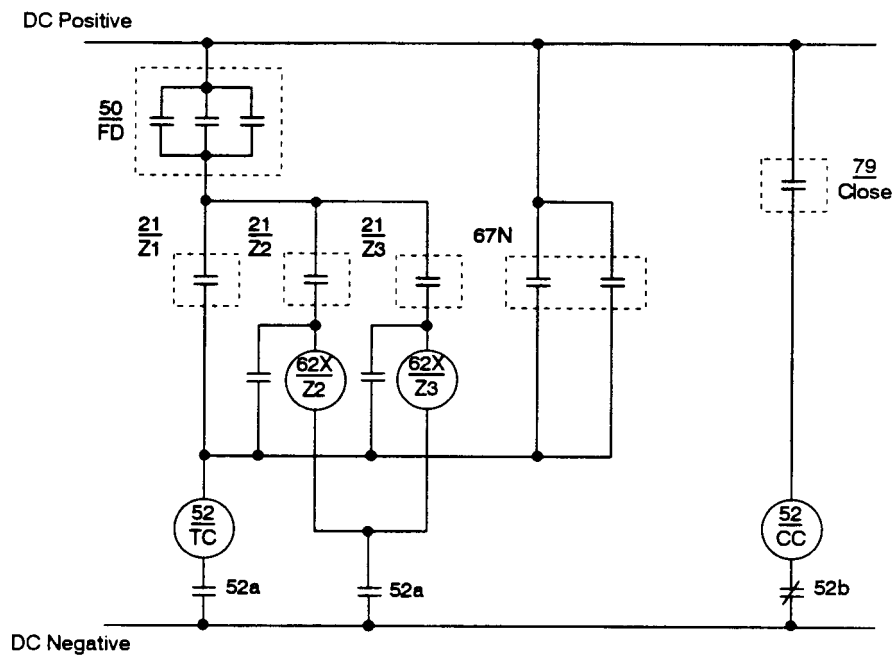 DC Positive
50
FD
79
Close
21
Z1
21
Z2
21
Z3
67N
62X
Z2
62X
Z3
52
TC
52
CC
52a
52a
52b
DC Negative